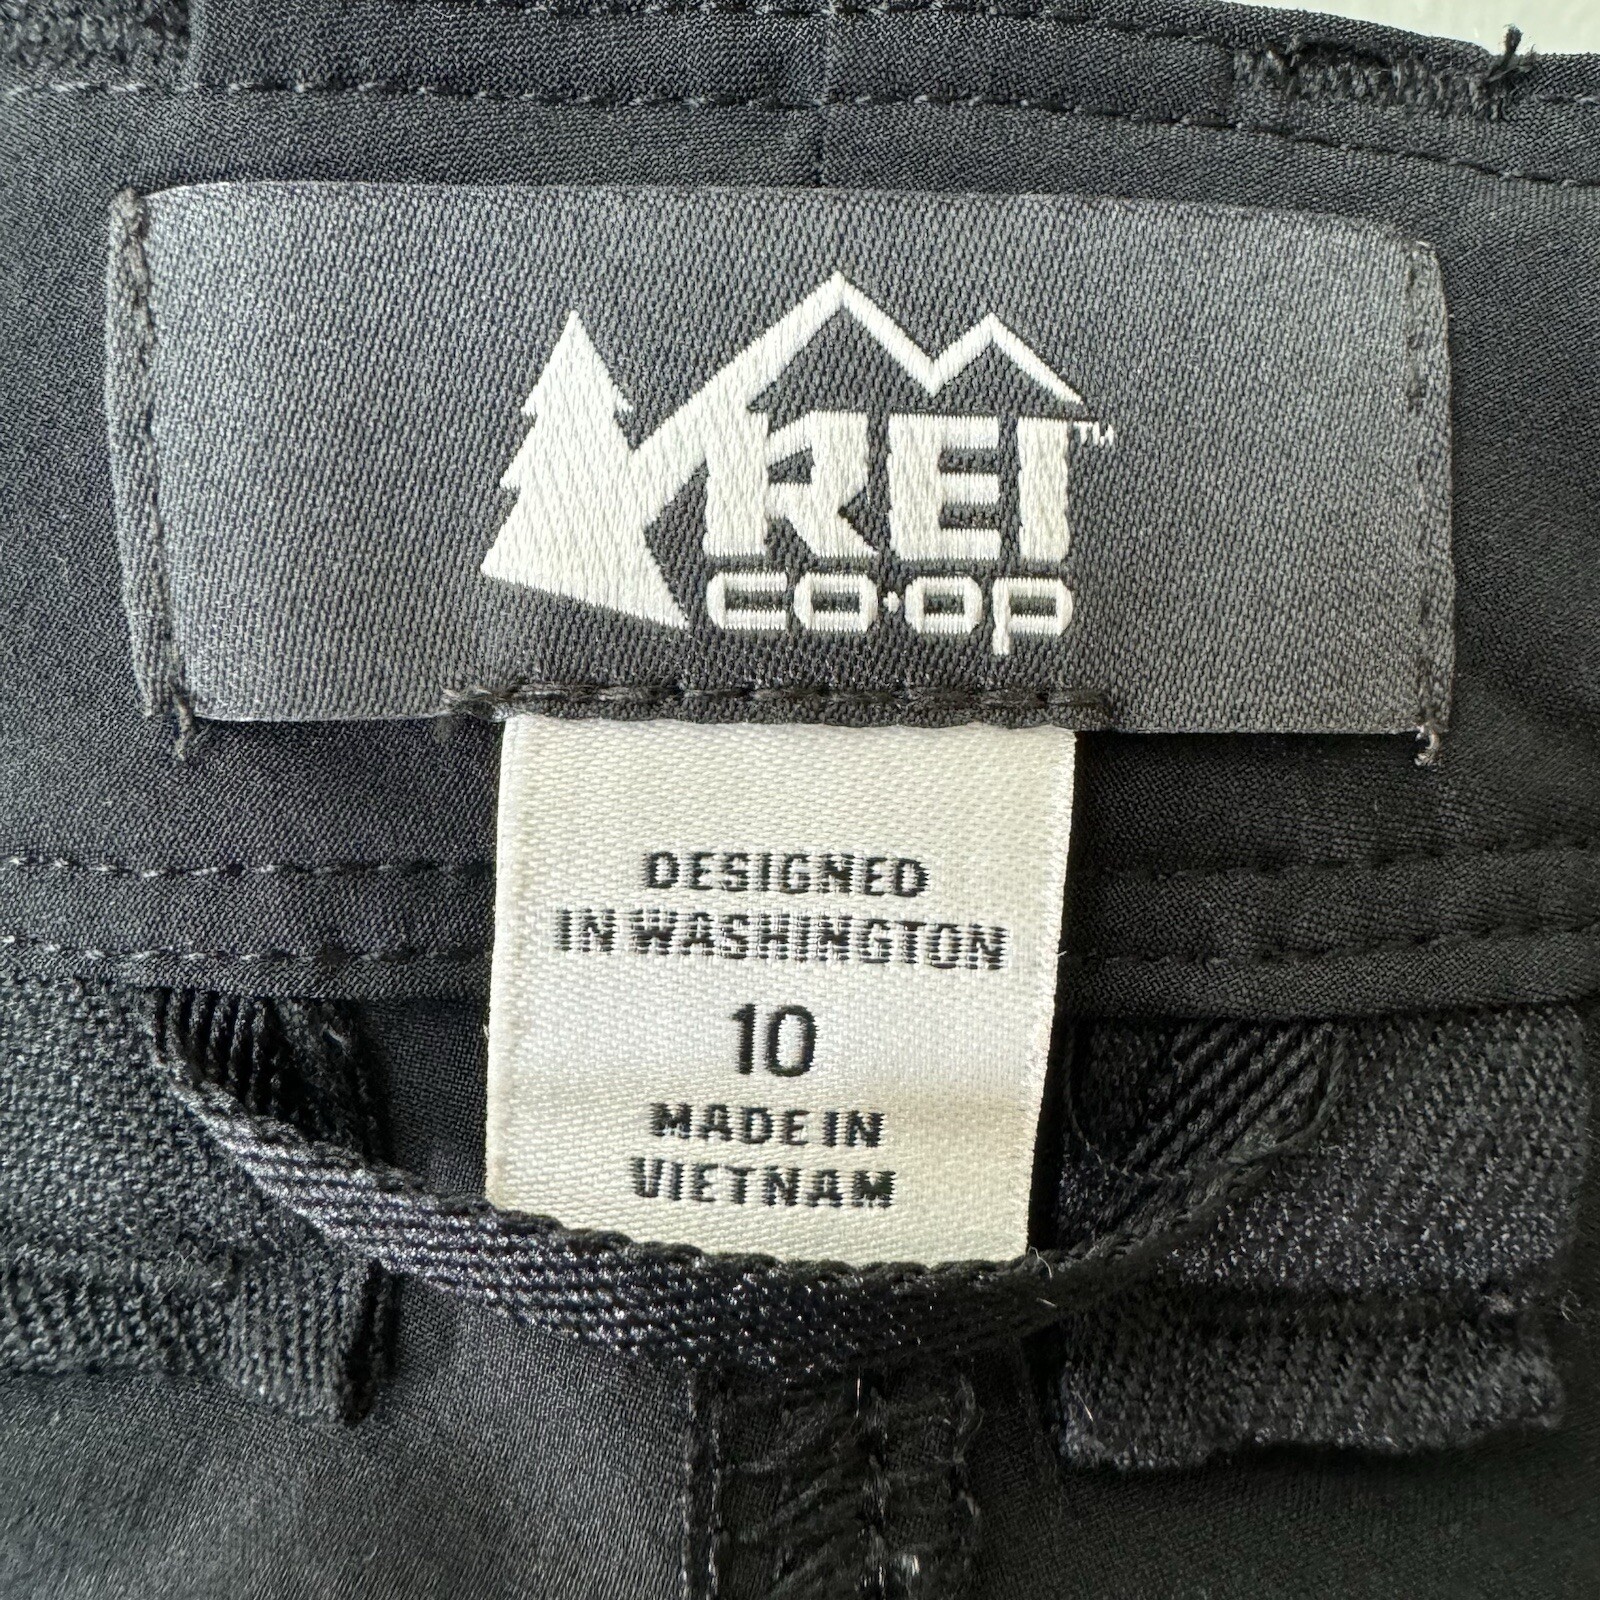 REI™
co·op
DESIGNED
IN WASHINGTON
10
MADE IN
VIETNAM